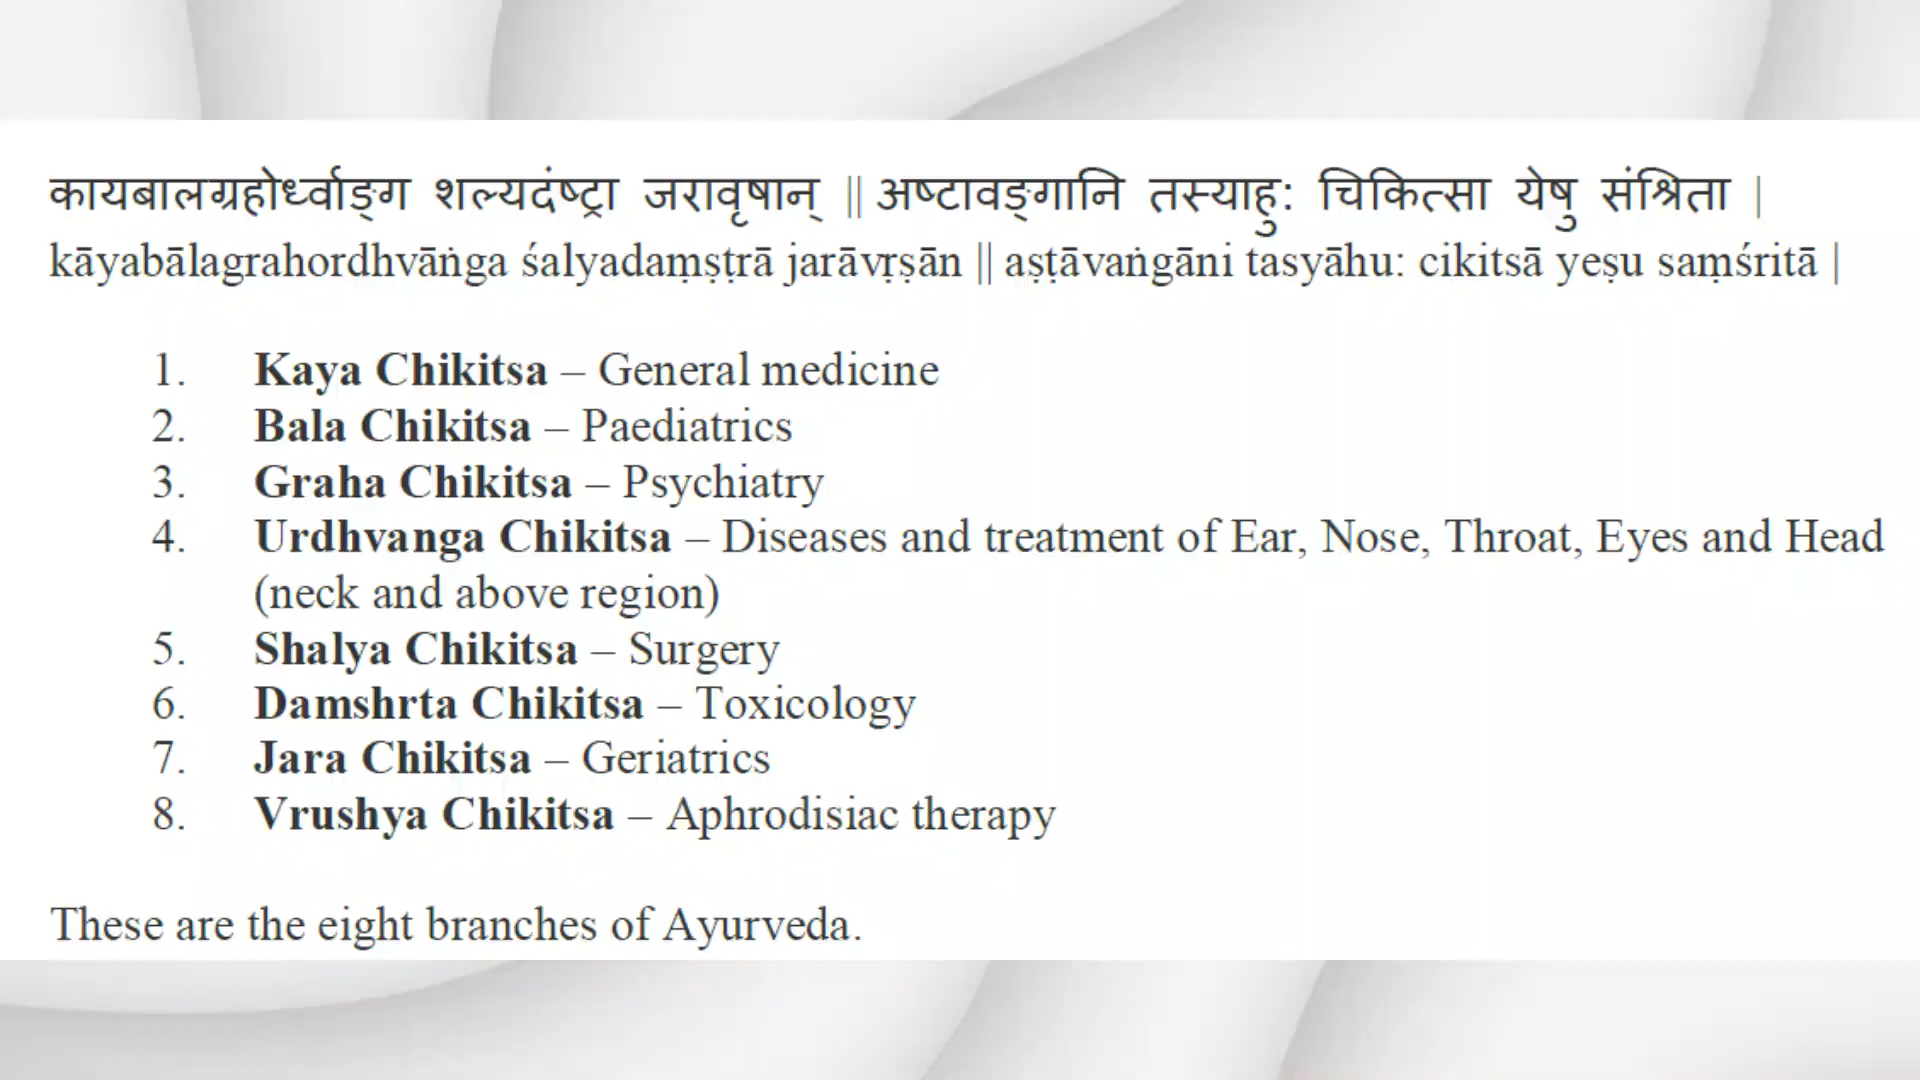 कायबालग्रहोर्ध्वाङ्ग शल्यदंष्ट्रा जरावृषान् || अष्टावङ्गानि तस्याहु: चिकित्सा येषु संश्रिता |
kāyabālagrahordhvāṅga śalyadaṃṣṭrā jarāvṛṣān || aṣṭāvaṅgāni tasyāhu: cikitsā yeṣu saṃśritā |
1. Kaya Chikitsa – General medicine
2. Bala Chikitsa – Paediatrics
3. Graha Chikitsa – Psychiatry
4. Urdhvanga Chikitsa – Diseases and treatment of Ear, Nose, Throat, Eyes and Head
(neck and above region)
5. Shalya Chikitsa – Surgery
6. Damshrta Chikitsa – Toxicology
7. Jara Chikitsa – Geriatrics
8. Vrushya Chikitsa – Aphrodisiac therapy
These are the eight branches of Ayurveda.